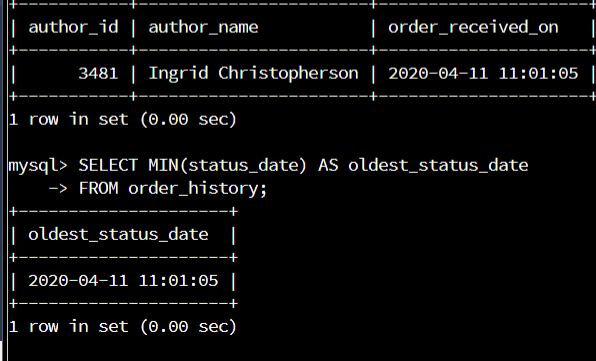 +-----------+----------------------+---------------------+
| author_id | author_name          | order_received_on   |
+-----------+----------------------+---------------------+
|      3481 | Ingrid Christopherson | 2020-04-11 11:01:05 |
+-----------+----------------------+---------------------+
1 row in set (0.00 sec)
mysql> SELECT MIN(status_date) AS oldest_status_date
    -> FROM order_history;
+---------------------+
| oldest_status_date  |
+---------------------+
| 2020-04-11 11:01:05 |
+---------------------+
1 row in set (0.00 sec)